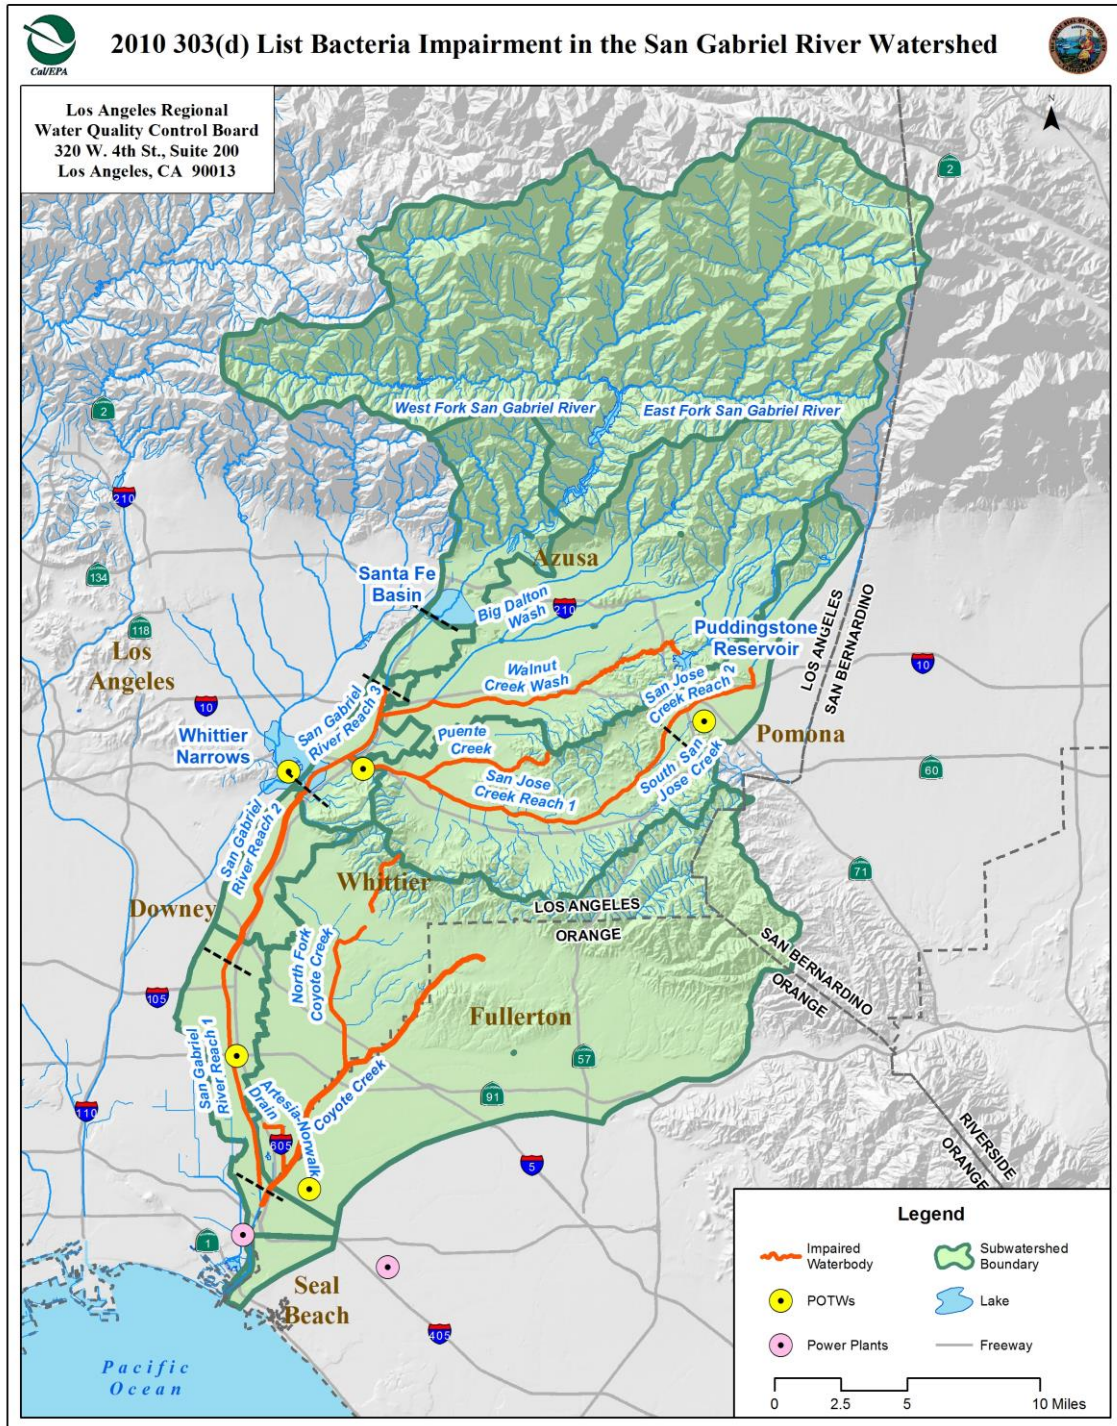 2010 303(d) List Bacteria Impairment in the San Gabriel River Watershed
Cal/EPA
Los Angeles Regional
Water Quality Control Board
320 W. 4th St., Suite 200
Los Angeles, CA 90013
N
2
West Fork San Gabriel River
East Fork San Gabriel River
2
210
134
118
Los
Angeles
Azusa
Santa Fe
Basin
Big Dalton
Wash
210
Puddingstone
Reservoir
LOS ANGELES
SAN BERNARDINO
10
Walnut
Creek Wash
San Jose
Creek Reach 2
San Gabriel
River Reach 3
10
Whittier
Narrows
Puente
Creek
San Jose
Creek Reach 1
South San
Jose Creek
Pomona
60
San Gabriel
River Reach 2
Whittier
71
Downey
LOS ANGELES
ORANGE
North Fork
Coyote Creek
SAN BERNARDINO
ORANGE
105
Fullerton
57
San Gabriel
River Reach 1
Artesia-Norwalk
Drain
Coyote Creek
91
110
605
5
RIVERSIDE
ORANGE
1
Seal
Beach
405
Pacific
Ocean
Legend
Impaired
Waterbody
Subwatershed
Boundary
POTWs
Lake
Power Plants
Freeway
0 2.5 5 10 Miles